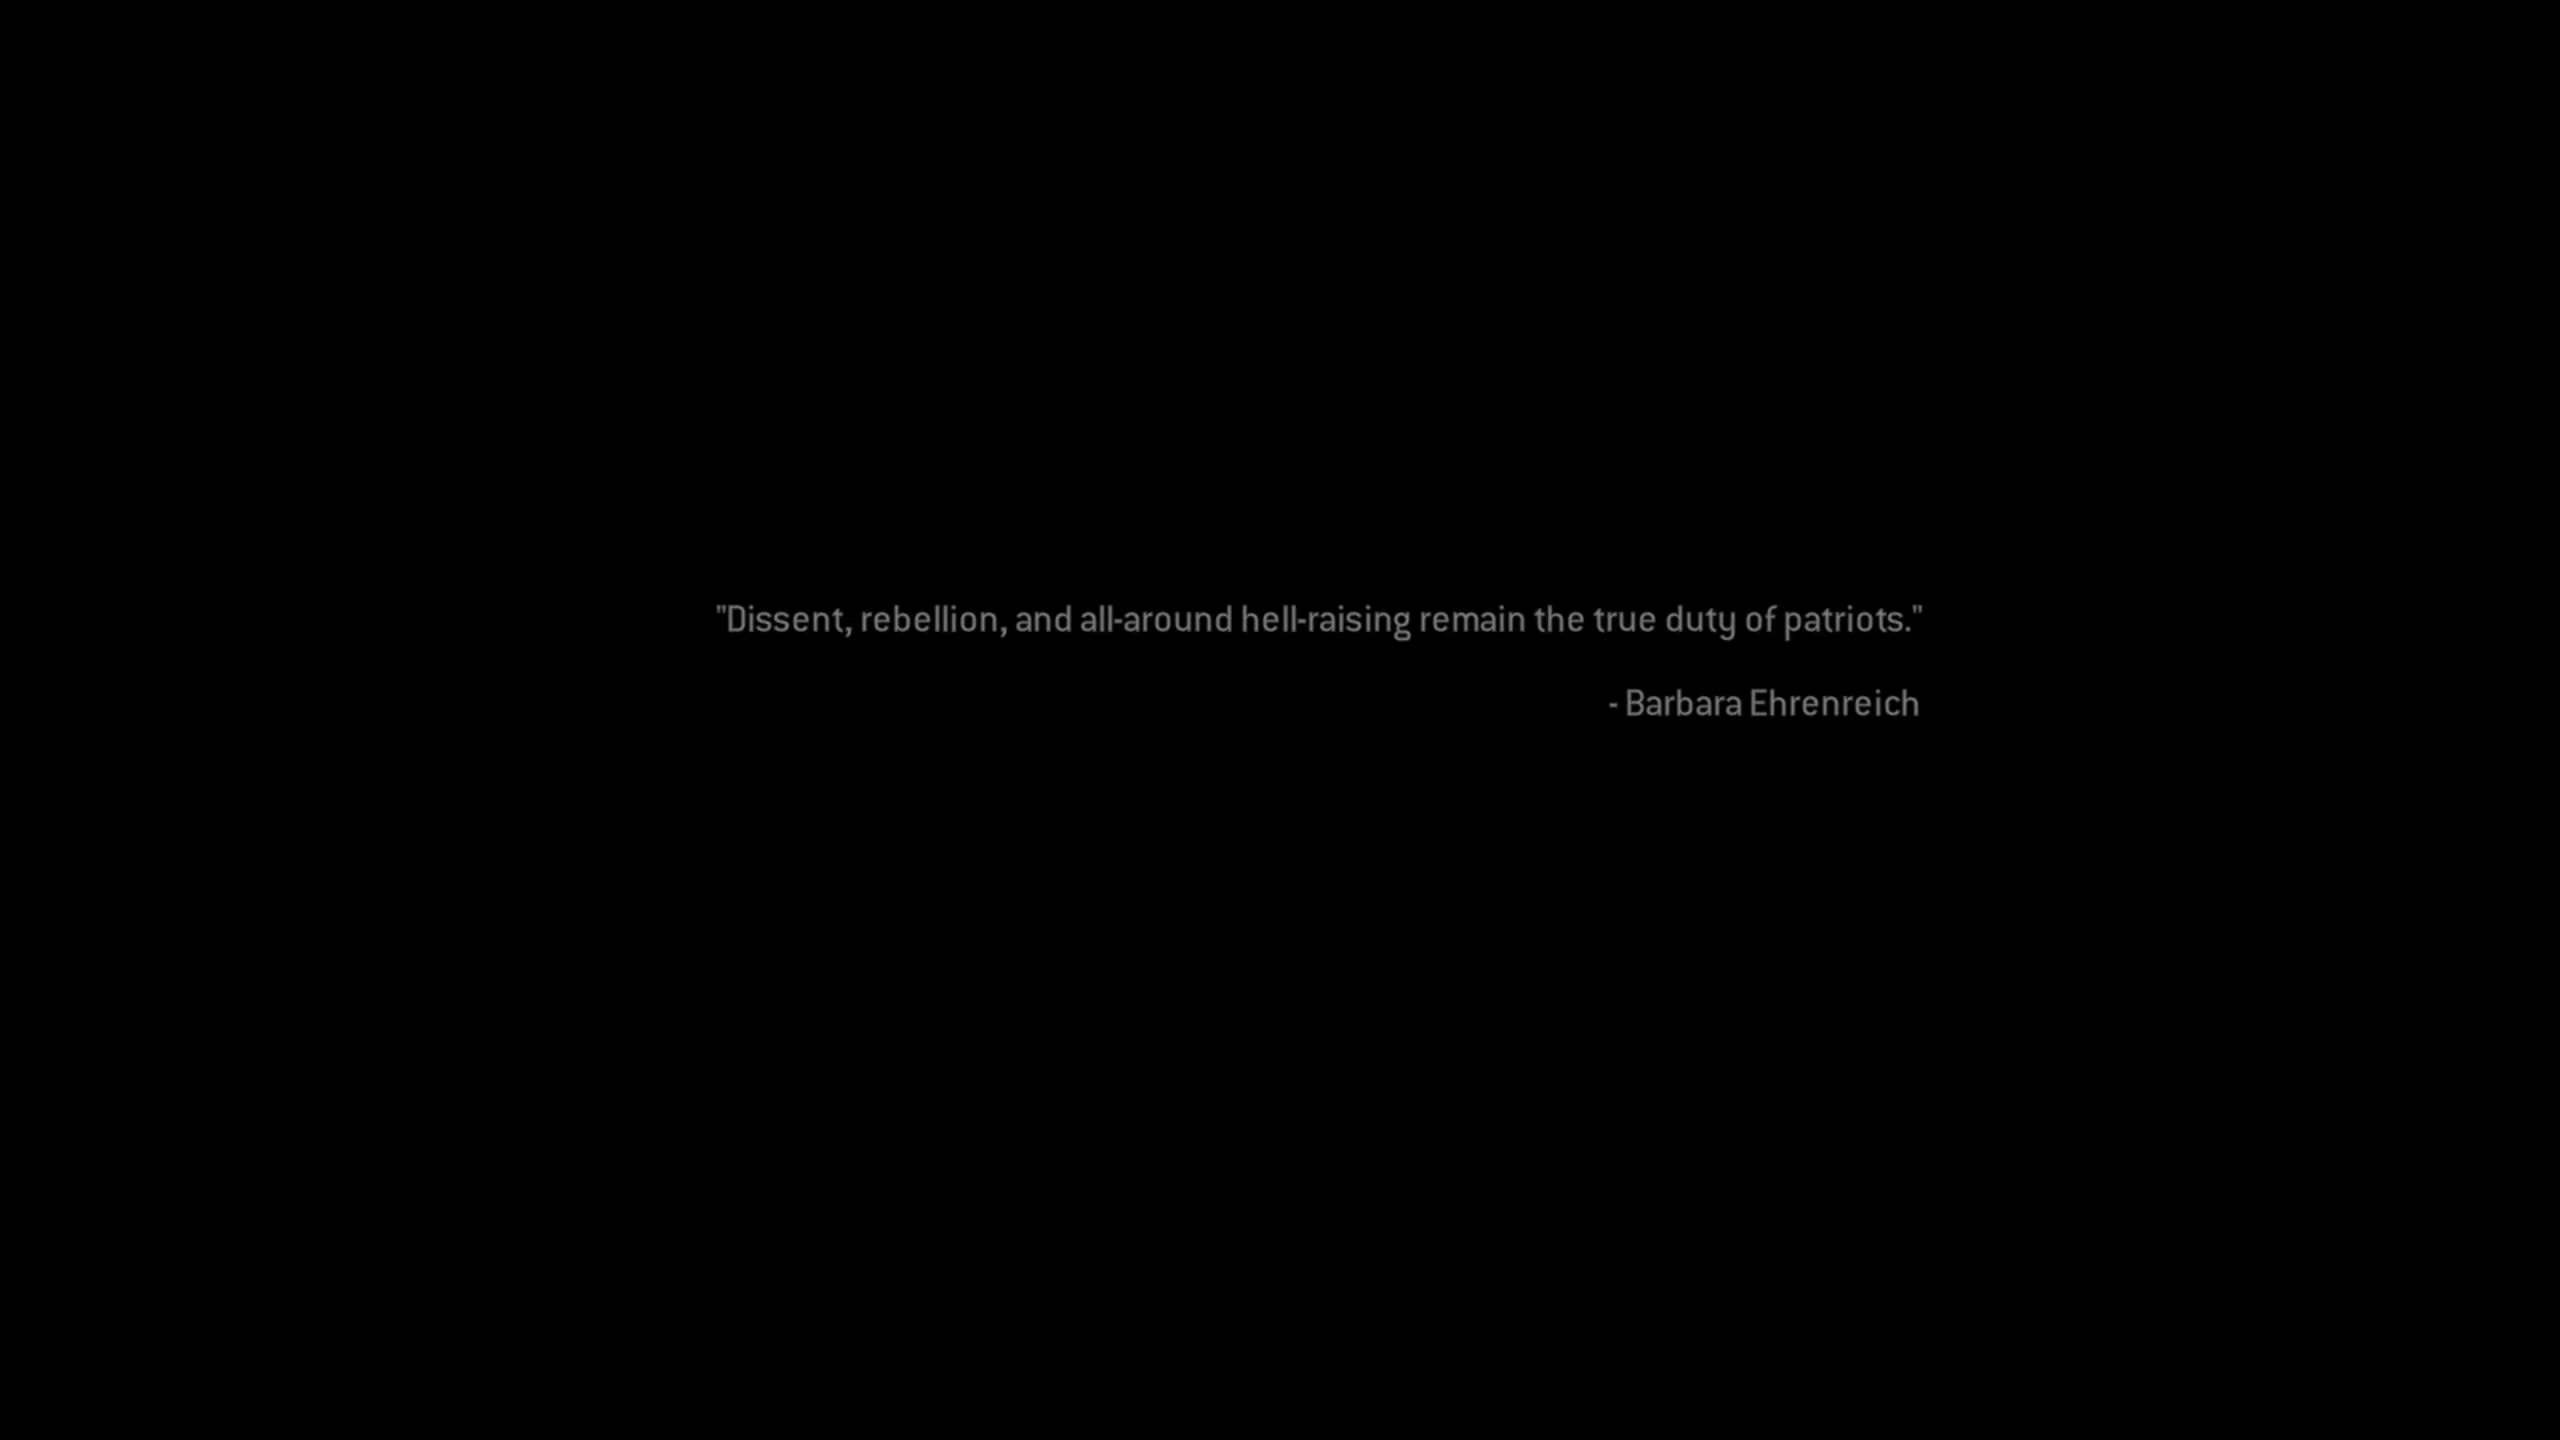 "Dissent, rebellion, and all-around hell-raising remain the true duty of patriots."
- Barbara Ehrenreich